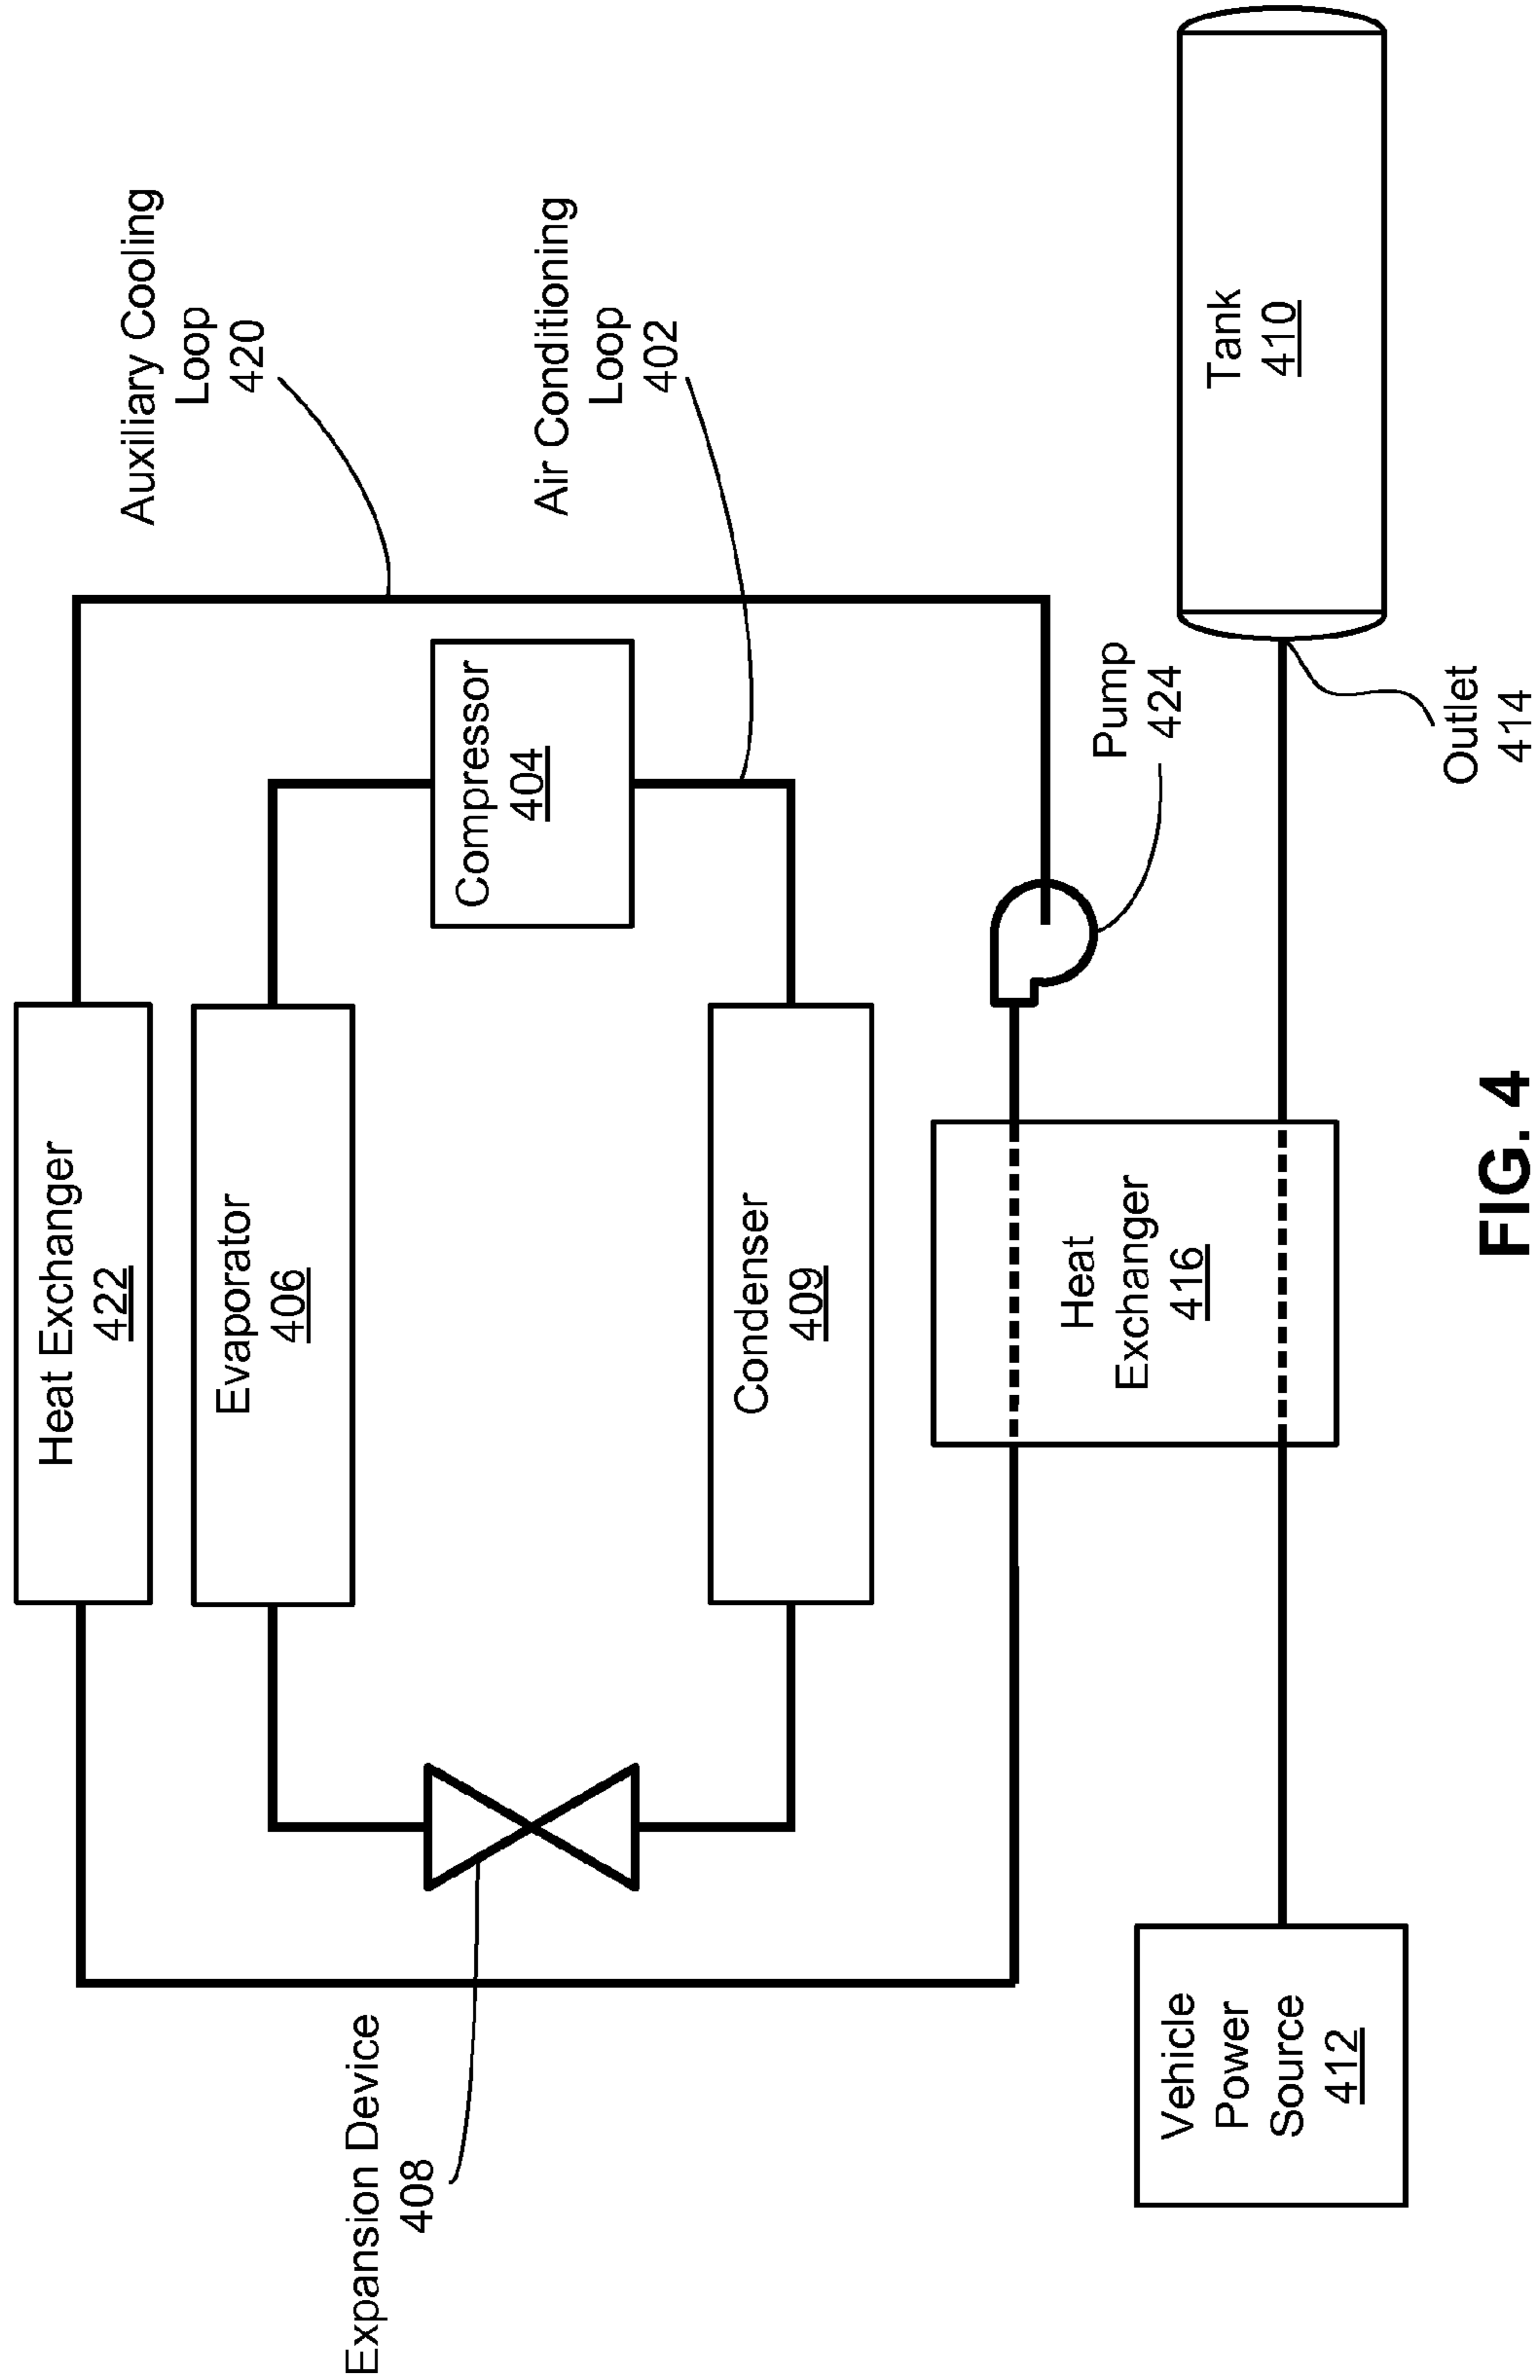 Auxiliary Cooling
Loop
420
Air Conditioning
Loop
402
Heat Exchanger
422
Evaporator
406
Compressor
404
Expansion Device
408
Condenser
409
Pump
424
Heat
Exchanger
416
Tank
410
Outlet
414
Vehicle
Power
Source
412
FIG. 4